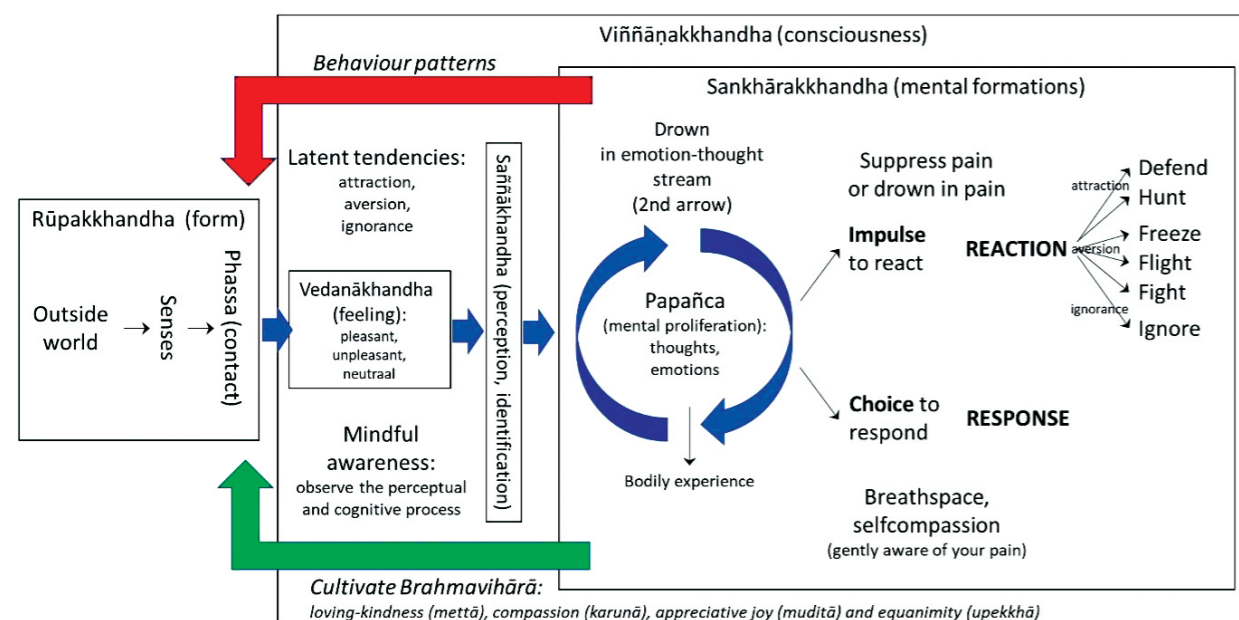 Viññāṇakkhandha (consciousness)
Behaviour patterns
Sankhārakkhandha (mental formations)
Rūpakkhandha (form)
Outside
world
Senses
Phassa (contact)
Latent tendencies:
attraction,
aversion,
ignorance
Vedanākhandha
(feeling):
pleasant,
unpleasant,
neutraal
Mindful
awareness:
observe the perceptual
and cognitive process
Saññākhandha (perception, identification)
Drown
in emotion-thought
stream
(2nd arrow)
Papañca
(mental proliferation):
thoughts,
emotions
Bodily experience
Suppress pain
or drown in pain
Impulse
to react
REACTION
attraction
aversion
ignorance
Defend
Hunt
Freeze
Flight
Fight
Ignore
Choice to
respond
RESPONSE
Breathspace,
selfcompassion
(gently aware of your pain)
Cultivate Brahmavihārā:
loving-kindness (mettā), compassion (karunā), appreciative joy (muditā) and equanimity (upekkhā)